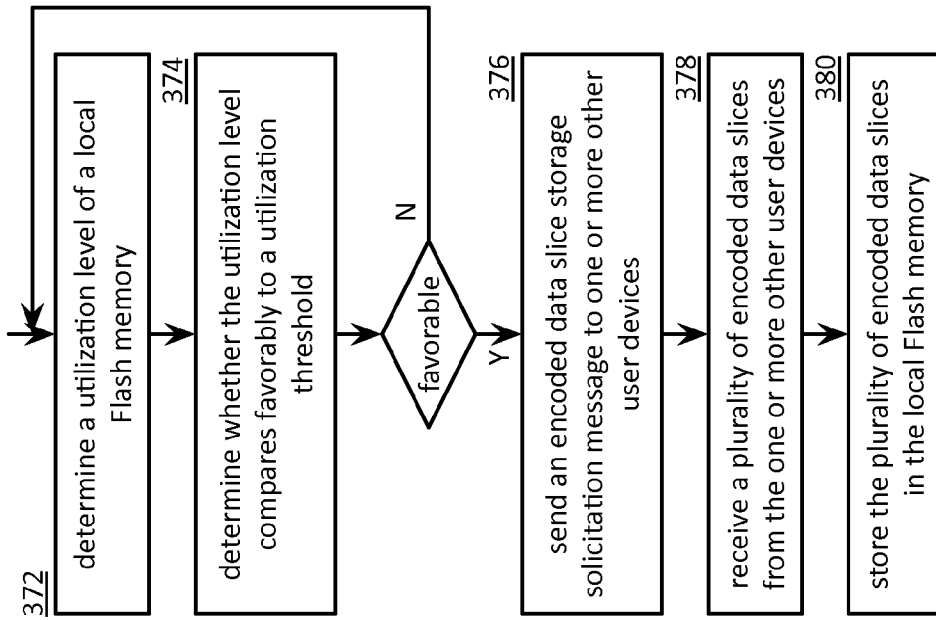 372
determine a utilization level of a local
Flash memory
374
determine whether the utilization level
compares favorably to a utilization
threshold
favorable
N
Y
376
send an encoded data slice storage
solicitation message to one or more other
user devices
378
receive a plurality of encoded data slices
from the one or more other user devices
380
store the plurality of encoded data slices
in the local Flash memory